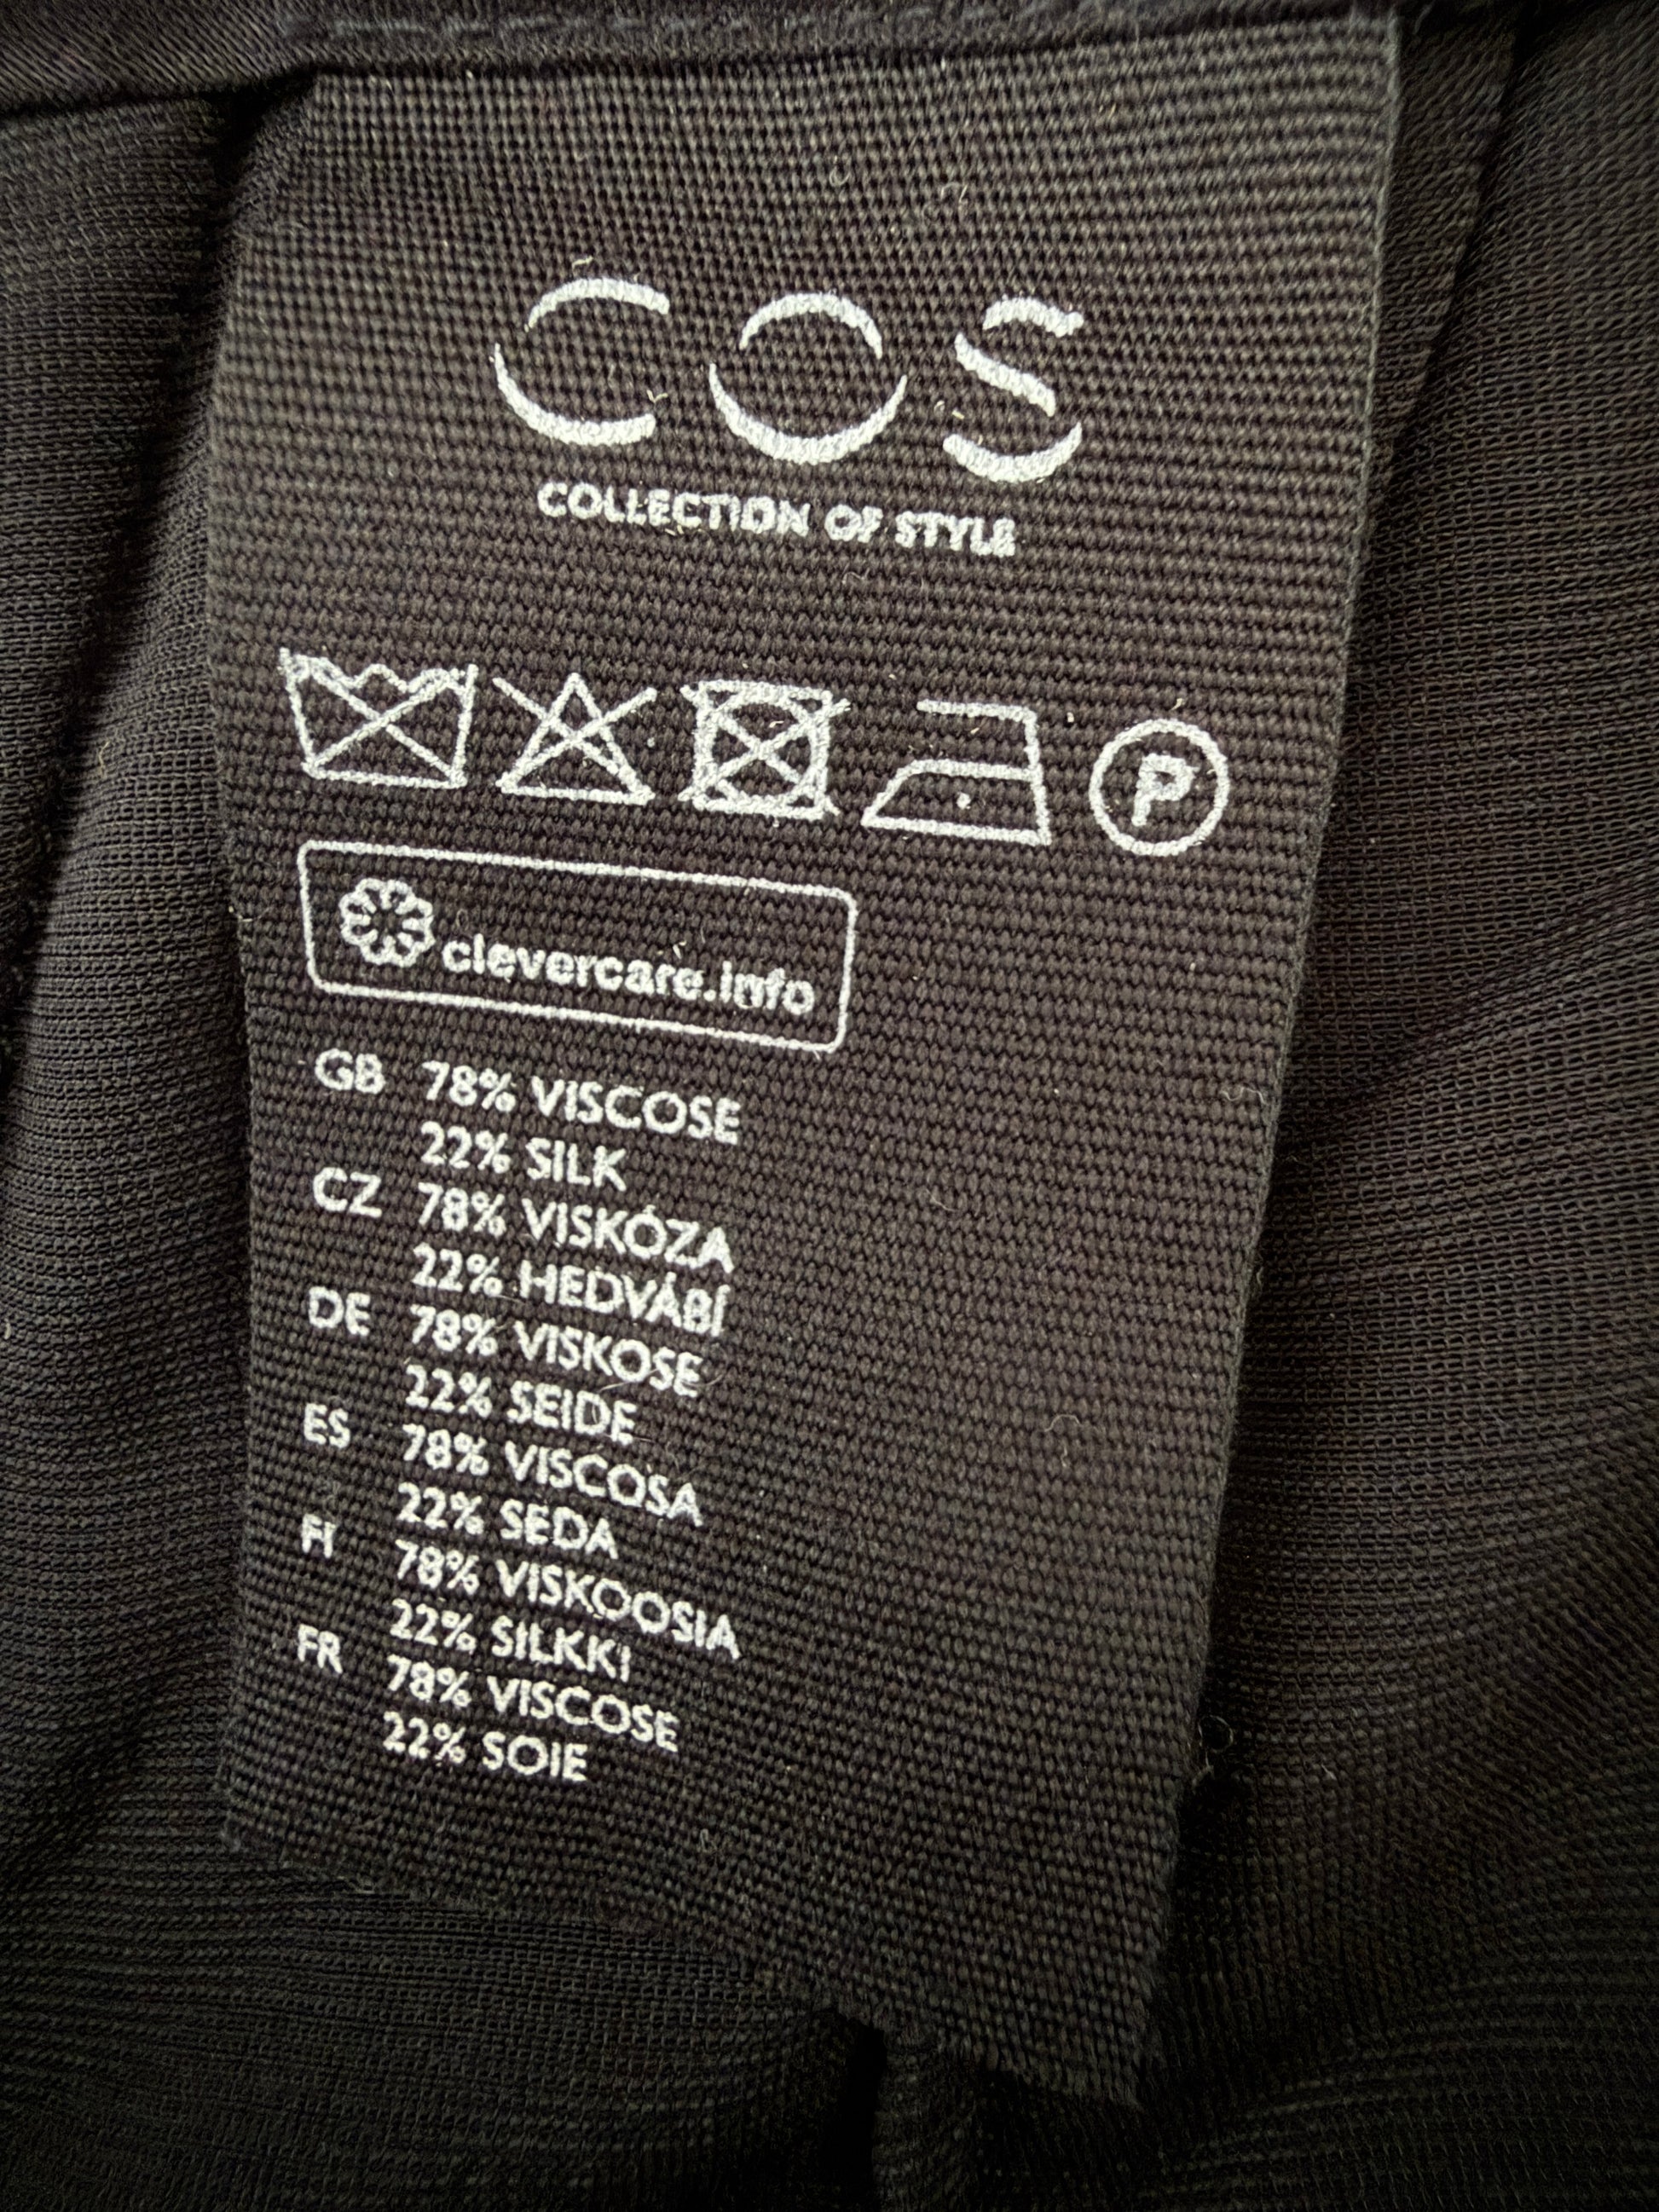 COS
COLLECTION OF STYLE
P
clevercare.info
GB 78% VISCOSE
22% SILK
CZ 78% VISKÓZA
22% HEDVÁBÍ
DE 78% VISKOSE
22% SEIDE
ES 78% VISCOSA
22% SEDA
FI 78% VISKOOSIA
22% SILKKI
FR 78% VISCOSE
22% SOIE